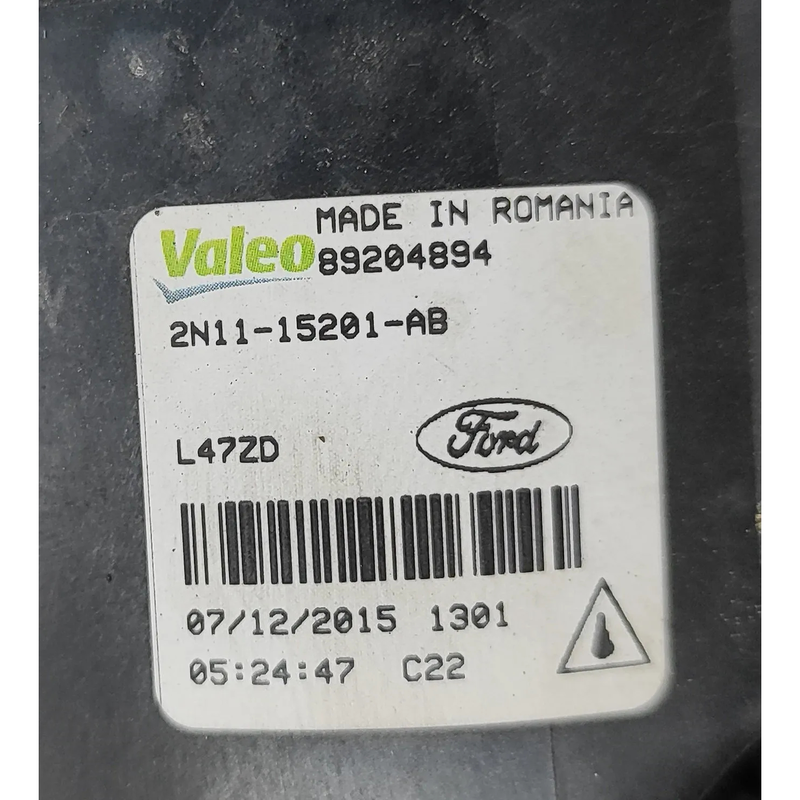 MADE IN ROMANIA
Valeo 89204894
2N11-15201-AB
L47ZD
Ford
07/12/2015 1301
05:24:47 C22